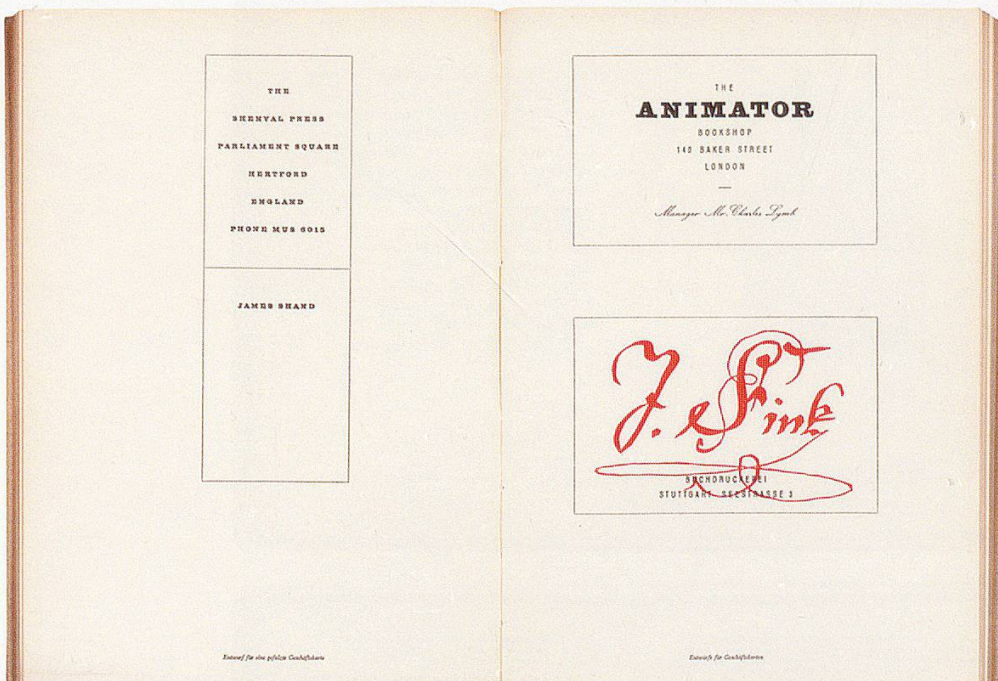 THE
SHENVAL PRESS
PARLIAMENT SQUARE
HERTFORD
ENGLAND
PHONE MUS 6015
JAMES SHAND
Entwurf für eine gefalzte Geschäftskarte
THE
ANIMATOR
BOOKSHOP
140 BAKER STREET
LONDON
Manager Mr. Charles Lymb
J. Fink
BUCHDRUCKEREI
STUTTGART SEESTRASSE 3
Entwürfe für Geschäftskarten